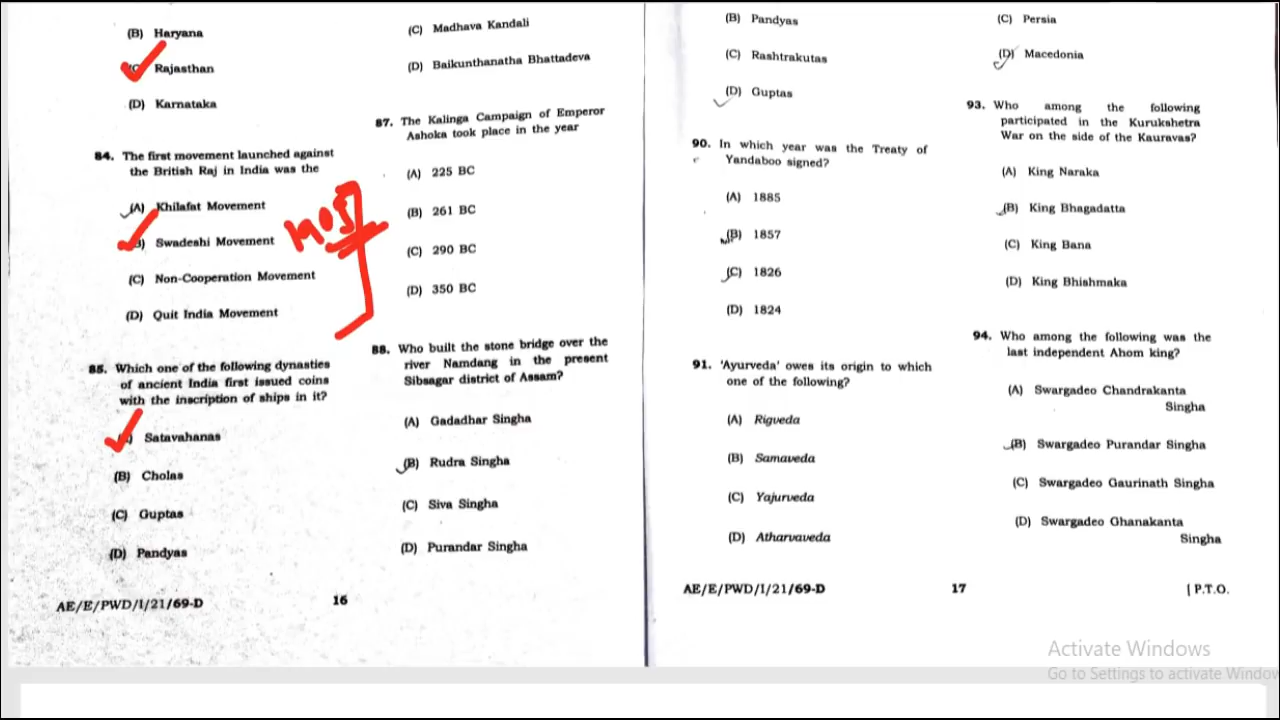 (B) Haryana
(C) Rajasthan
(D) Karnataka
84. The first movement launched against
the British Raj in India was the
(A) Khilafat Movement
(B) Swadeshi Movement
1905
(C) Non-Cooperation Movement
(D) Quit India Movement
85. Which one of the following dynasties
of ancient India first issued coins
with the inscription of ships in it?
Satavahanas
(B) Cholas
(C) Guptas
(D) Pandyas
AE/E/PWD/I/21/69-D
16
(C) Madhava Kandali
(D) Baikunthanatha Bhattadeva
87. The Kalinga Campaign of Emperor
Ashoka took place in the year
(A) 225 BC
(B) 261 BC
(C) 290 BC
(D) 350 BC
88. Who built the stone bridge over the
river Namdang in the present
Sibsagar district of Assam?
(A) Gadadhar Singha
(B) Rudra Singha
(C) Siva Singha
(D) Purandar Singha
(B) Pandyas
(C) Rashtrakutas
(D) Guptas
90. In which year was the Treaty of
Yandaboo signed?
(A) 1885
(B) 1857
(C) 1826
(D) 1824
91. 'Ayurveda' owes its origin to which
one of the following?
(A) Rigveda
(B) Samaveda
(C) Yajurveda
(D) Atharvaveda
AE/E/PWD/I/21/69-D
17
(C) Persia
(D) Macedonia
93. Who among the following
participated in the Kurukshetra
War on the side of the Kauravas?
(A) King Naraka
(B) King Bhagadatta
(C) King Bana
(D) King Bhishmaka
94. Who among the following was the
last independent Ahom king?
(A) Swargadeo Chandrakanta
Singha
(B) Swargadeo Purandar Singha
(C) Swargadeo Gaurinath Singha
(D) Swargadeo Ghanakanta
Singha
[ P.T.O.
Activate Windows
Go to Settings to activate Window